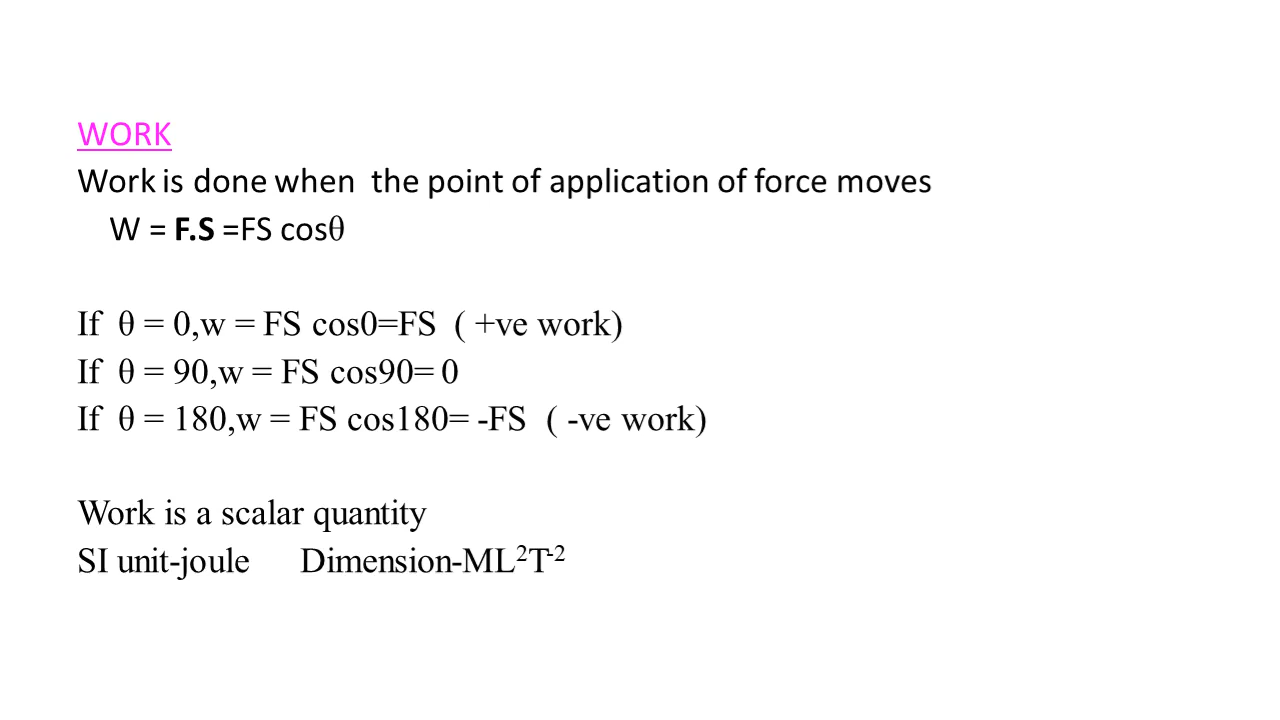 WORK
Work is done when  the point of application of force moves
W = F.S =FS cosθ
If  θ = 0,w = FS cos0=FS  ( +ve work)
If  θ = 90,w = FS cos90= 0
If  θ = 180,w = FS cos180= -FS  ( -ve work)
Work is a scalar quantity
SI unit-joule      Dimension-ML²T⁻²